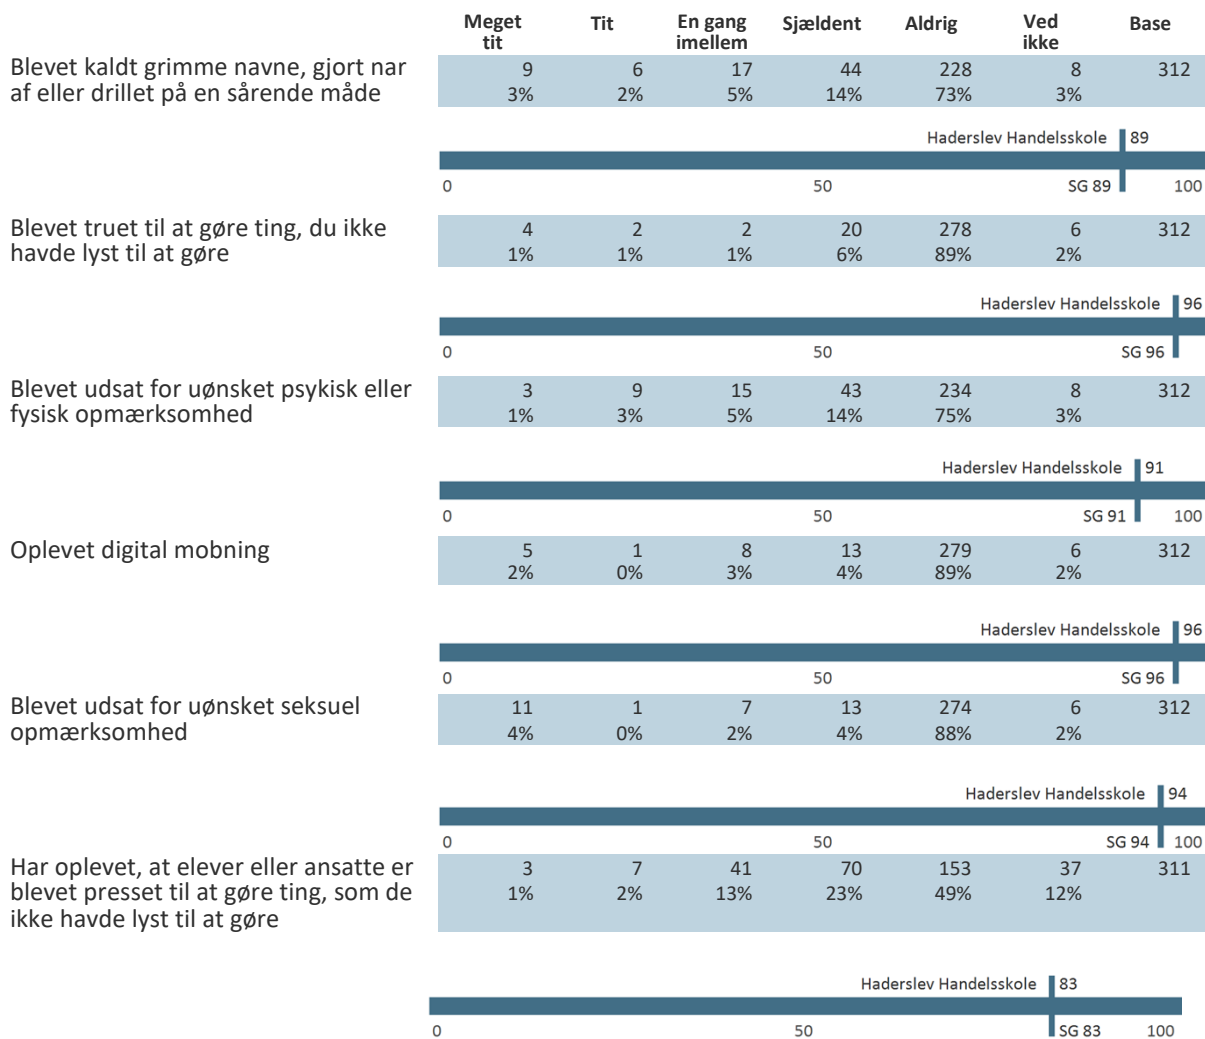 Meget tit Tit En gang imellem Sjældent Aldrig Ved ikke Base
Blevet kaldt grimme navne, gjort nar 9 6 17 44 228 8 312
af eller drillet på en sårende måde 3% 2% 5% 14% 73% 3%
Haderslev Handelsskole 89
0 50 SG 89 100
Blevet truet til at gøre ting, du ikke 4 2 2 20 278 6 312
havde lyst til at gøre 1% 1% 1% 6% 89% 2%
Haderslev Handelsskole 96
0 50 SG 96
Blevet udsat for uønsket psykisk eller 3 9 15 43 234 8 312
fysisk opmærksomhed 1% 3% 5% 14% 75% 3%
Haderslev Handelsskole 91
0 50 SG 91 100
Oplevet digital mobning 5 1 8 13 279 6 312
2% 0% 3% 4% 89% 2%
Haderslev Handelsskole 96
0 50 SG 96
Blevet udsat for uønsket seksuel 11 1 7 13 274 6 312
opmærksomhed 4% 0% 2% 4% 88% 2%
Haderslev Handelsskole 94
0 50 SG 94 100
Har oplevet, at elever eller ansatte er 3 7 41 70 153 37 311
blevet presset til at gøre ting, som de 1% 2% 13% 23% 49% 12%
ikke havde lyst til at gøre
Haderslev Handelsskole 83
0 50 SG 83 100